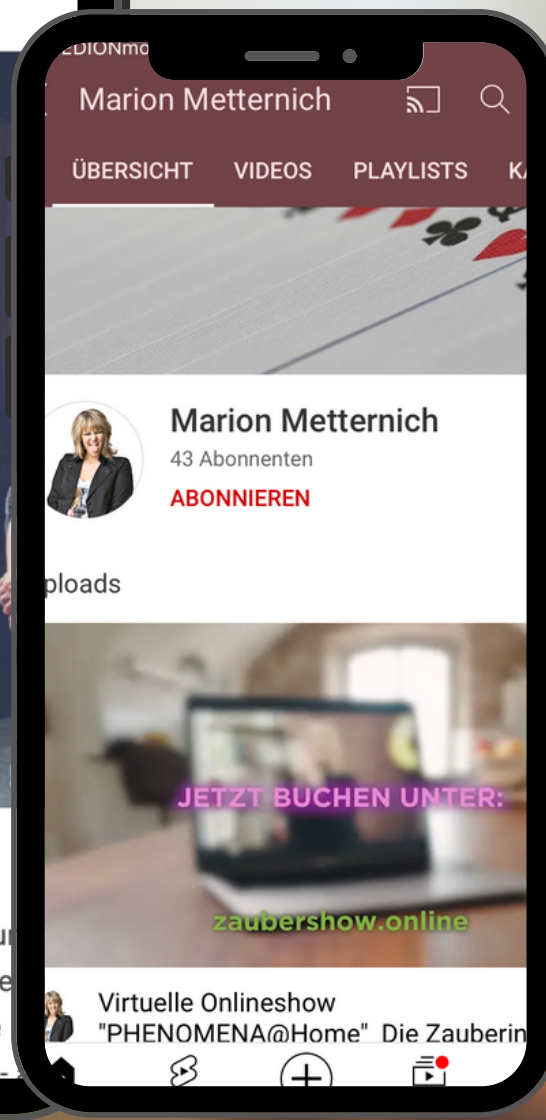 EDIONmo
Marion Metternich
ÜBERSICHT VIDEOS PLAYLISTS
Marion Metternich
43 Abonnenten
ABONNIEREN
ploads
JETZT BUCHEN UNTER:
zaubershow.online
Virtuelle Onlineshow
"PHENOMENA@Home" Die Zauberin